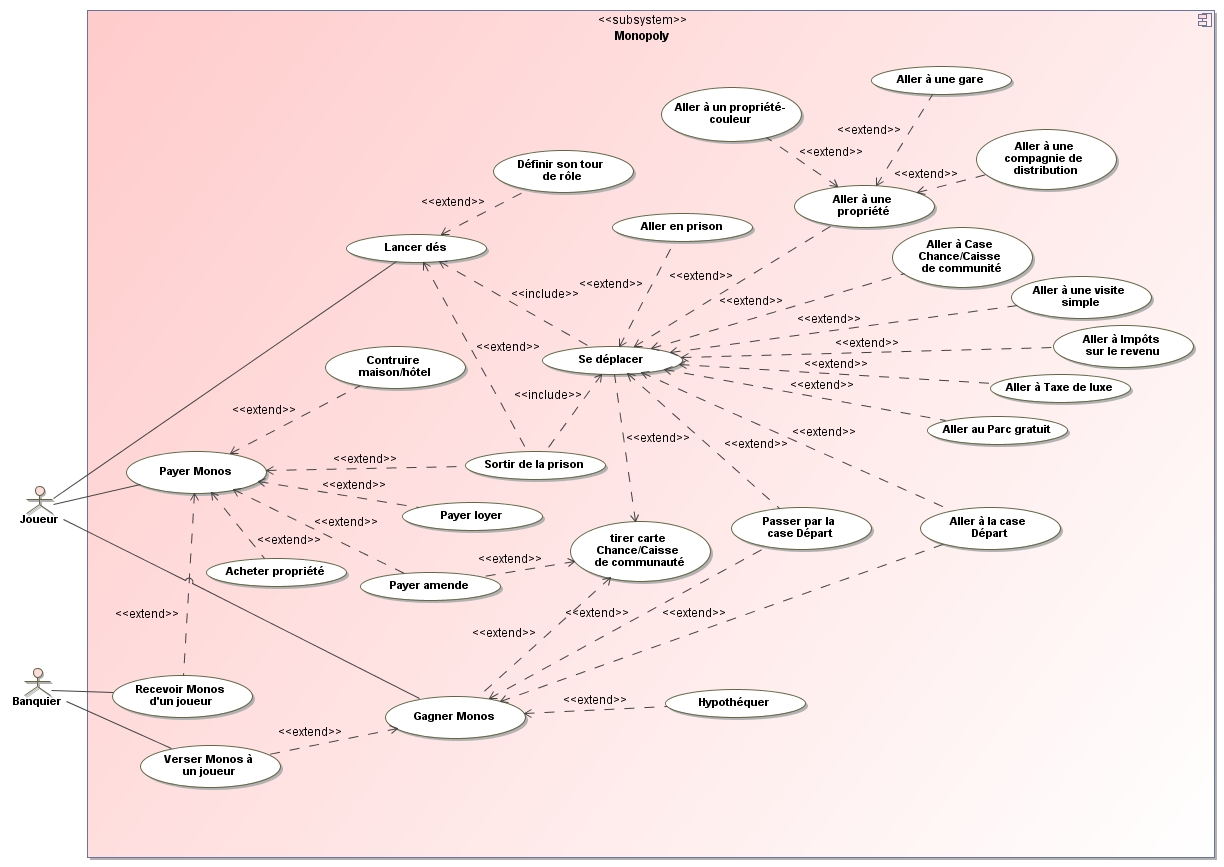 <<subsystem>>
Monopoly
Aller à une gare
Aller à un propriété-
couleur
<<extend>>
<<extend>>
Aller à une
compagnie de
distribution
Définir son tour
de rôle
<<extend>>
<<extend>>
Aller à une
propriété
Aller en prison
Lancer dés
Aller à Case
Chance/Caisse
de communité
<<extend>>
<<extend>>
<<include>>
<<extend>>
Aller à une visite
simple
<<extend>>
<<extend>>
Aller à Impôts
sur le revenu
<<extend>>
Se déplacer
Contruire
maison/hôtel
<<extend>>
<<extend>>
Aller à Taxe de luxe
<<include>>
<<extend>>
Aller au Parc gratuit
<<extend>>
<<extend>>
<<extend>>
Payer Monos
<<extend>>
Sortir de la prison
<<extend>>
Joueur
Payer loyer
<<extend>>
Passer par la
case Départ
Aller à la case
Départ
<<extend>>
tirer carte
Chance/Caisse
de communauté
<<extend>>
Acheter propriété
Payer amende
<<extend>>
<<extend>>
<<extend>>
<<extend>>
Recevoir Monos
d'un joueur
Banquier
<<extend>>
Hypothéquer
Gagner Monos
<<extend>>
Verser Monos à
un joueur